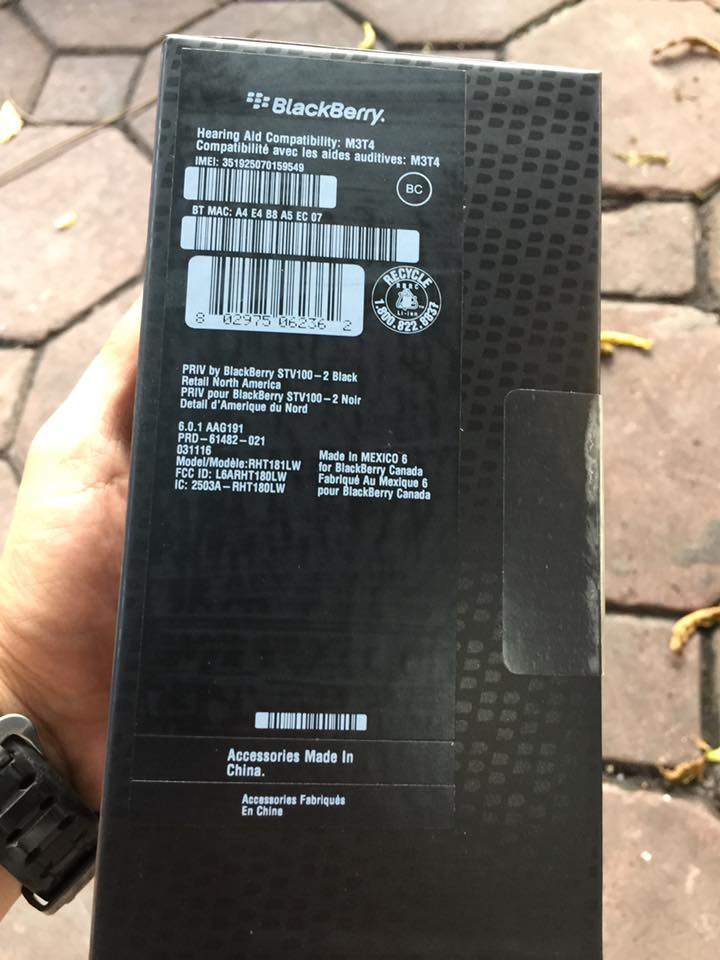 BlackBerry.
Hearing Aid Compatibility: M3T4
Compatibilité avec les aides auditives: M3T4
IMEI: 351925070159549
BC
BT MAC: A4 E4 B8 A5 EC 07
8 02975 06236 2
RECYCLE
RBRC
Li-ion
1.800.822.8837
PRIV by BlackBerry STV100-2 Black
Retail North America
PRIV pour BlackBerry STV100-2 Noir
Detail d'Amerique du Nord
6.0.1 AAG191
PRD-61482-021
031116
Model/Modèle:RHT181LW
FCC ID: L6ARHT180LW
IC: 2503A-RHT180LW
Made In MEXICO 6
for BlackBerry Canada
Fabriqué Au Mexique 6
pour BlackBerry Canada
Accessories Made In
China.
Accessories Fabriqués
En Chine